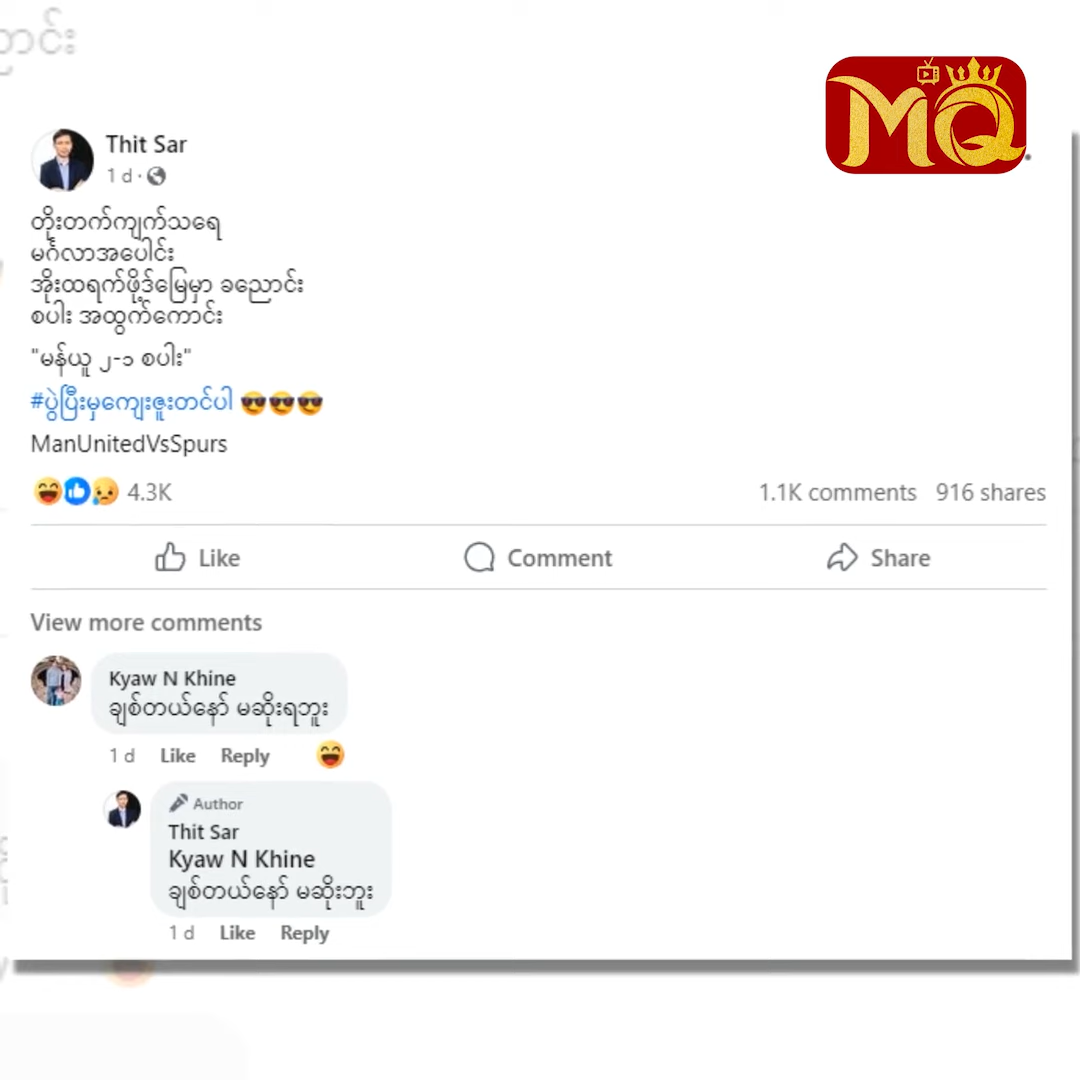 MQ
Thit Sar
1 d ·
တိုးတက်ကျက်သရေ
မင်္ဂလာအပေါင်း
အိုးထရက်ဖို့ဒ်မြေမှာ ခညောင်း
စပါး အထွက်ကောင်း
"မန်ယူ ၂-၁ စပါး"
#ပွဲပြီးမှကျေးဇူးတင်ပါ 😎😎😎
ManUnitedVsSpurs
4.3K 1.1K comments 916 shares
Like Comment Share
View more comments
Kyaw N Khine
ချစ်တယ်နော် မဆိုးရဘူး
1 d Like Reply
Author
Thit Sar
Kyaw N Khine
ချစ်တယ်နော် မဆိုးဘူး
1 d Like Reply